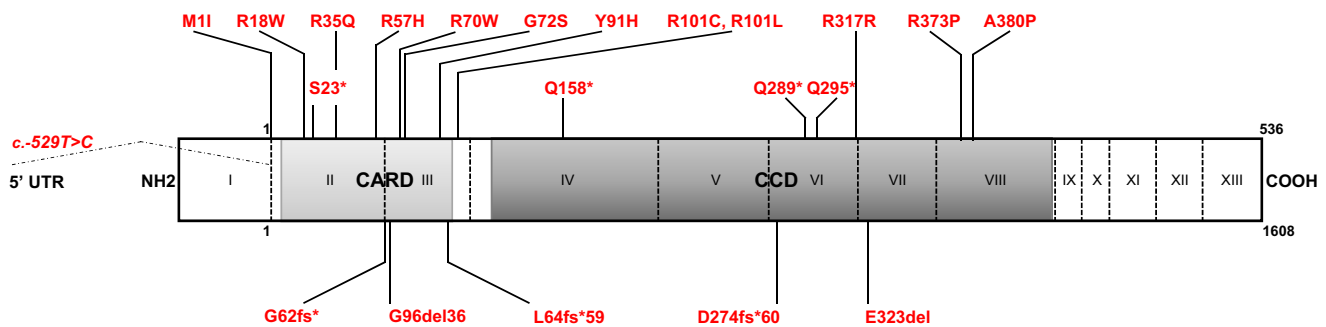 M1I R18W R35Q R57H R70W G72S Y91H R101C, R101L R317R R373P A380P
S23* Q158* Q289* Q295*
1 536
c.-529T>C
5’ UTR NH2 I II CARD III IV V CCD VI VII VIII IX X XI XII XIII COOH
1 1608
G62fs* G96del36 L64fs*59 D274fs*60 E323del